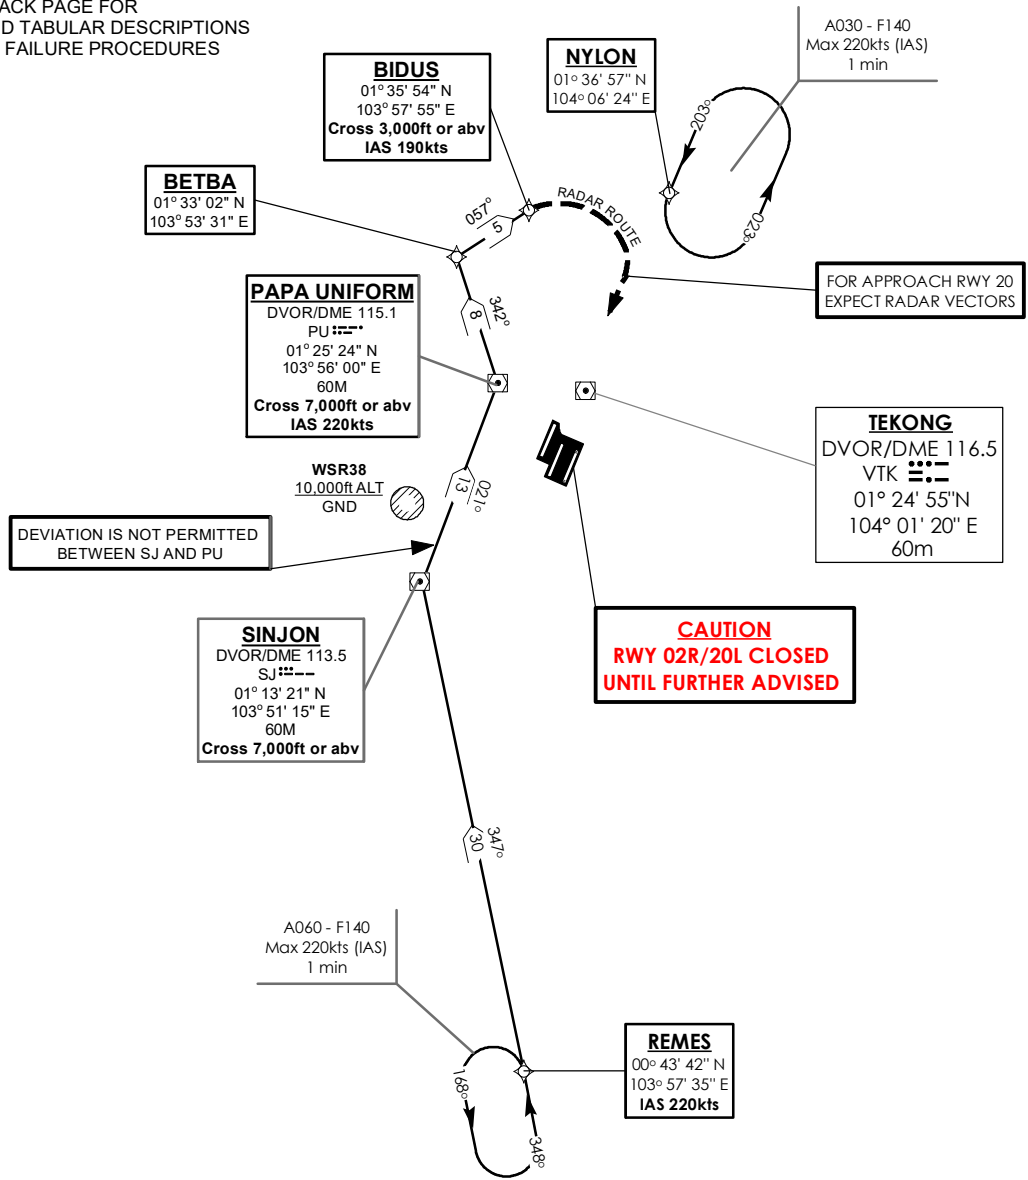 ACK PAGE FOR
D TABULAR DESCRIPTIONS
FAILURE PROCEDURES
A030 - F140
Max 220kts (IAS)
1 min
NYLON
01° 36' 57" N
104° 06' 24" E
203°
023°
BIDUS
01° 35' 54" N
103° 57' 55" E
Cross 3,000ft or abv
IAS 190kts
BETBA
01° 33' 02" N
103° 53' 31" E
057°
5
RADAR ROUTE
FOR APPROACH RWY 20
EXPECT RADAR VECTORS
PAPA UNIFORM
DVOR/DME 115.1
PU
01° 25' 24" N
103° 56' 00" E
60M
Cross 7,000ft or abv
IAS 220kts
342°
8
TEKONG
DVOR/DME 116.5
VTK
01° 24' 55"N
104° 01' 20" E
60m
WSR38
10,000ft ALT
GND
021°
13
DEVIATION IS NOT PERMITTED
BETWEEN SJ AND PU
SINJON
DVOR/DME 113.5
SJ
01° 13' 21" N
103° 51' 15" E
60M
Cross 7,000ft or abv
CAUTION
RWY 02R/20L CLOSED
UNTIL FURTHER ADVISED
347°
30
A060 - F140
Max 220kts (IAS)
1 min
168°
348°
REMES
00° 43' 42" N
103° 57' 35" E
IAS 220kts